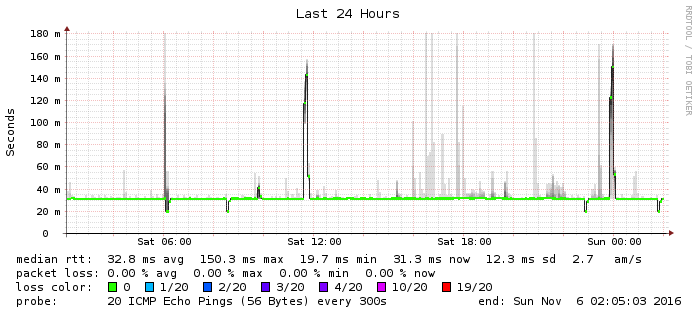 Last 24 Hours
RRDTOOL / TOBI OETIKER
Seconds
180 m
160 m
140 m
120 m
100 m
80 m
60 m
40 m
20 m
0
Sat 06:00 Sat 12:00 Sat 18:00 Sun 00:00
median rtt: 32.8 ms avg 150.3 ms max 19.7 ms min 31.3 ms now 12.3 ms sd 2.7 am/s
packet loss: 0.00 % avg 0.00 % max 0.00 % min 0.00 % now
loss color: 0 1/20 2/20 3/20 4/20 10/20 19/20
probe: 20 ICMP Echo Pings (56 Bytes) every 300s end: Sun Nov 6 02:05:03 2016